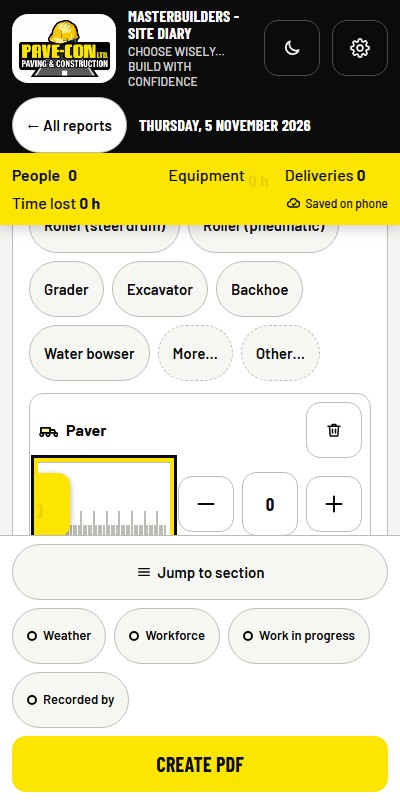 MASTERBUILDERS -
SITE DIARY
CHOOSE WISELY...
BUILD WITH
CONFIDENCE
PAVE-CON LTD.
PAVING & CONSTRUCTION
← All reports
THURSDAY, 5 NOVEMBER 2026
People 0
Equipment 0 h
Deliveries 0
Time lost 0 h
Saved on phone
Roller (steel drum)
Roller (pneumatic)
Grader
Excavator
Backhoe
Water bowser
More...
Other...
Paver
0
Jump to section
Weather
Workforce
Work in progress
Recorded by
CREATE PDF